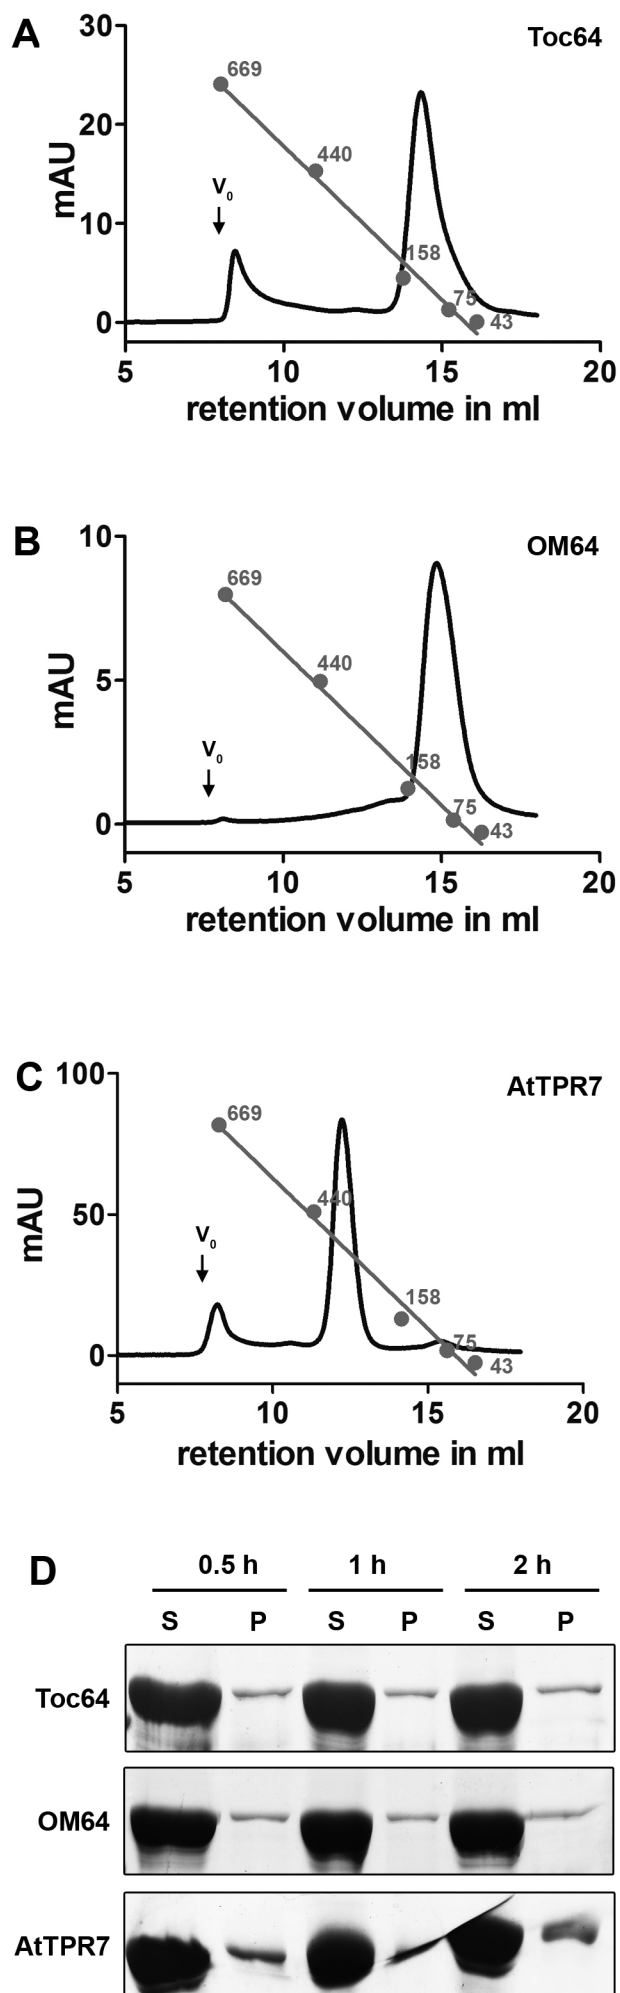 A
Toc64
30
20
10
0
mAU
669
440
158
75
43
V0
5 10 15 20
retention volume in ml
B
OM64
10
5
0
mAU
669
440
158
75
43
V0
5 10 15 20
retention volume in ml
C
AtTPR7
100
50
0
mAU
669
440
158
75
43
V0
5 10 15 20
retention volume in ml
D
0.5 h 1 h 2 h
S P S P S P
Toc64
OM64
AtTPR7